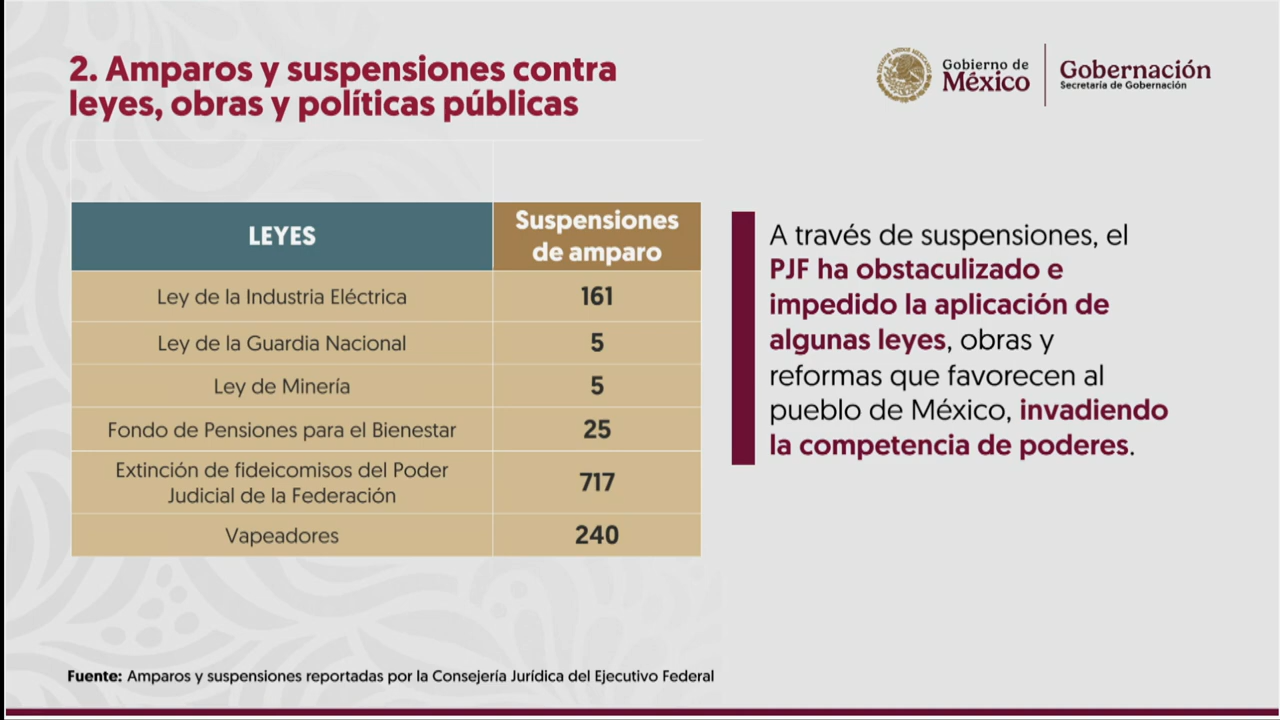 2. Amparos y suspensiones contra
leyes, obras y políticas públicas
Gobierno de
México
Gobernación
Secretaría de Gobernación
LEYES
Suspensiones
de amparo
Ley de la Industria Eléctrica
161
Ley de la Guardia Nacional
5
Ley de Minería
5
Fondo de Pensiones para el Bienestar
25
Extinción de fideicomisos del Poder
Judicial de la Federación
717
Vapeadores
240
A través de suspensiones, el
PJF ha obstaculizado e
impedido la aplicación de
algunas leyes, obras y
reformas que favorecen al
pueblo de México, invadiendo
la competencia de poderes.
Fuente: Amparos y suspensiones reportadas por la Consejería Jurídica del Ejecutivo Federal